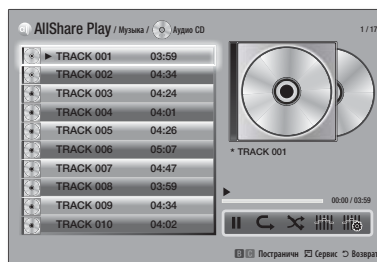 AllShare Play / Музыка / Аудио CD 1/17
TRACK 001 03:59
TRACK 002 04:34
TRACK 003 04:24
TRACK 004 04:01
TRACK 005 04:26
TRACK 006 05:07
TRACK 007 04:47
TRACK 008 03:59
TRACK 009 04:34
TRACK 010 04:02
* TRACK 001
00:00 / 03:59
Постраничн Сервис Возврат